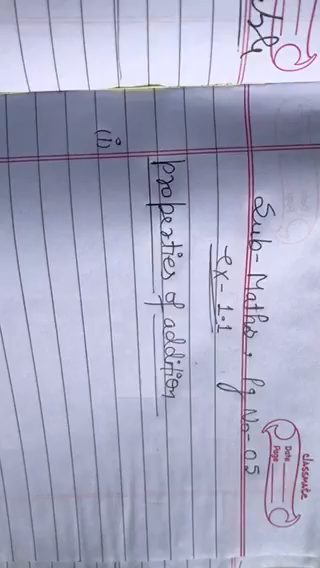 classmate
Date
Page
Sub- Maths. Pg No- 05
ex - 1.1
Properties of addition
(i)